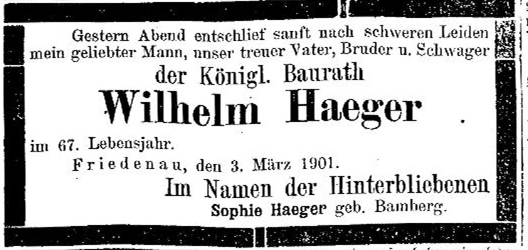 Gestern Abend entschlief sanft nach schweren Leiden
mein geliebter Mann, unser treuer Vater, Bruder u. Schwager
der Königl. Baurath
Wilhelm Haeger
im 67. Lebensjahr.
Friedenau, den 3. März 1901.
Im Namen der Hinterbliebenen
Sophie Haeger geb. Bamberg.